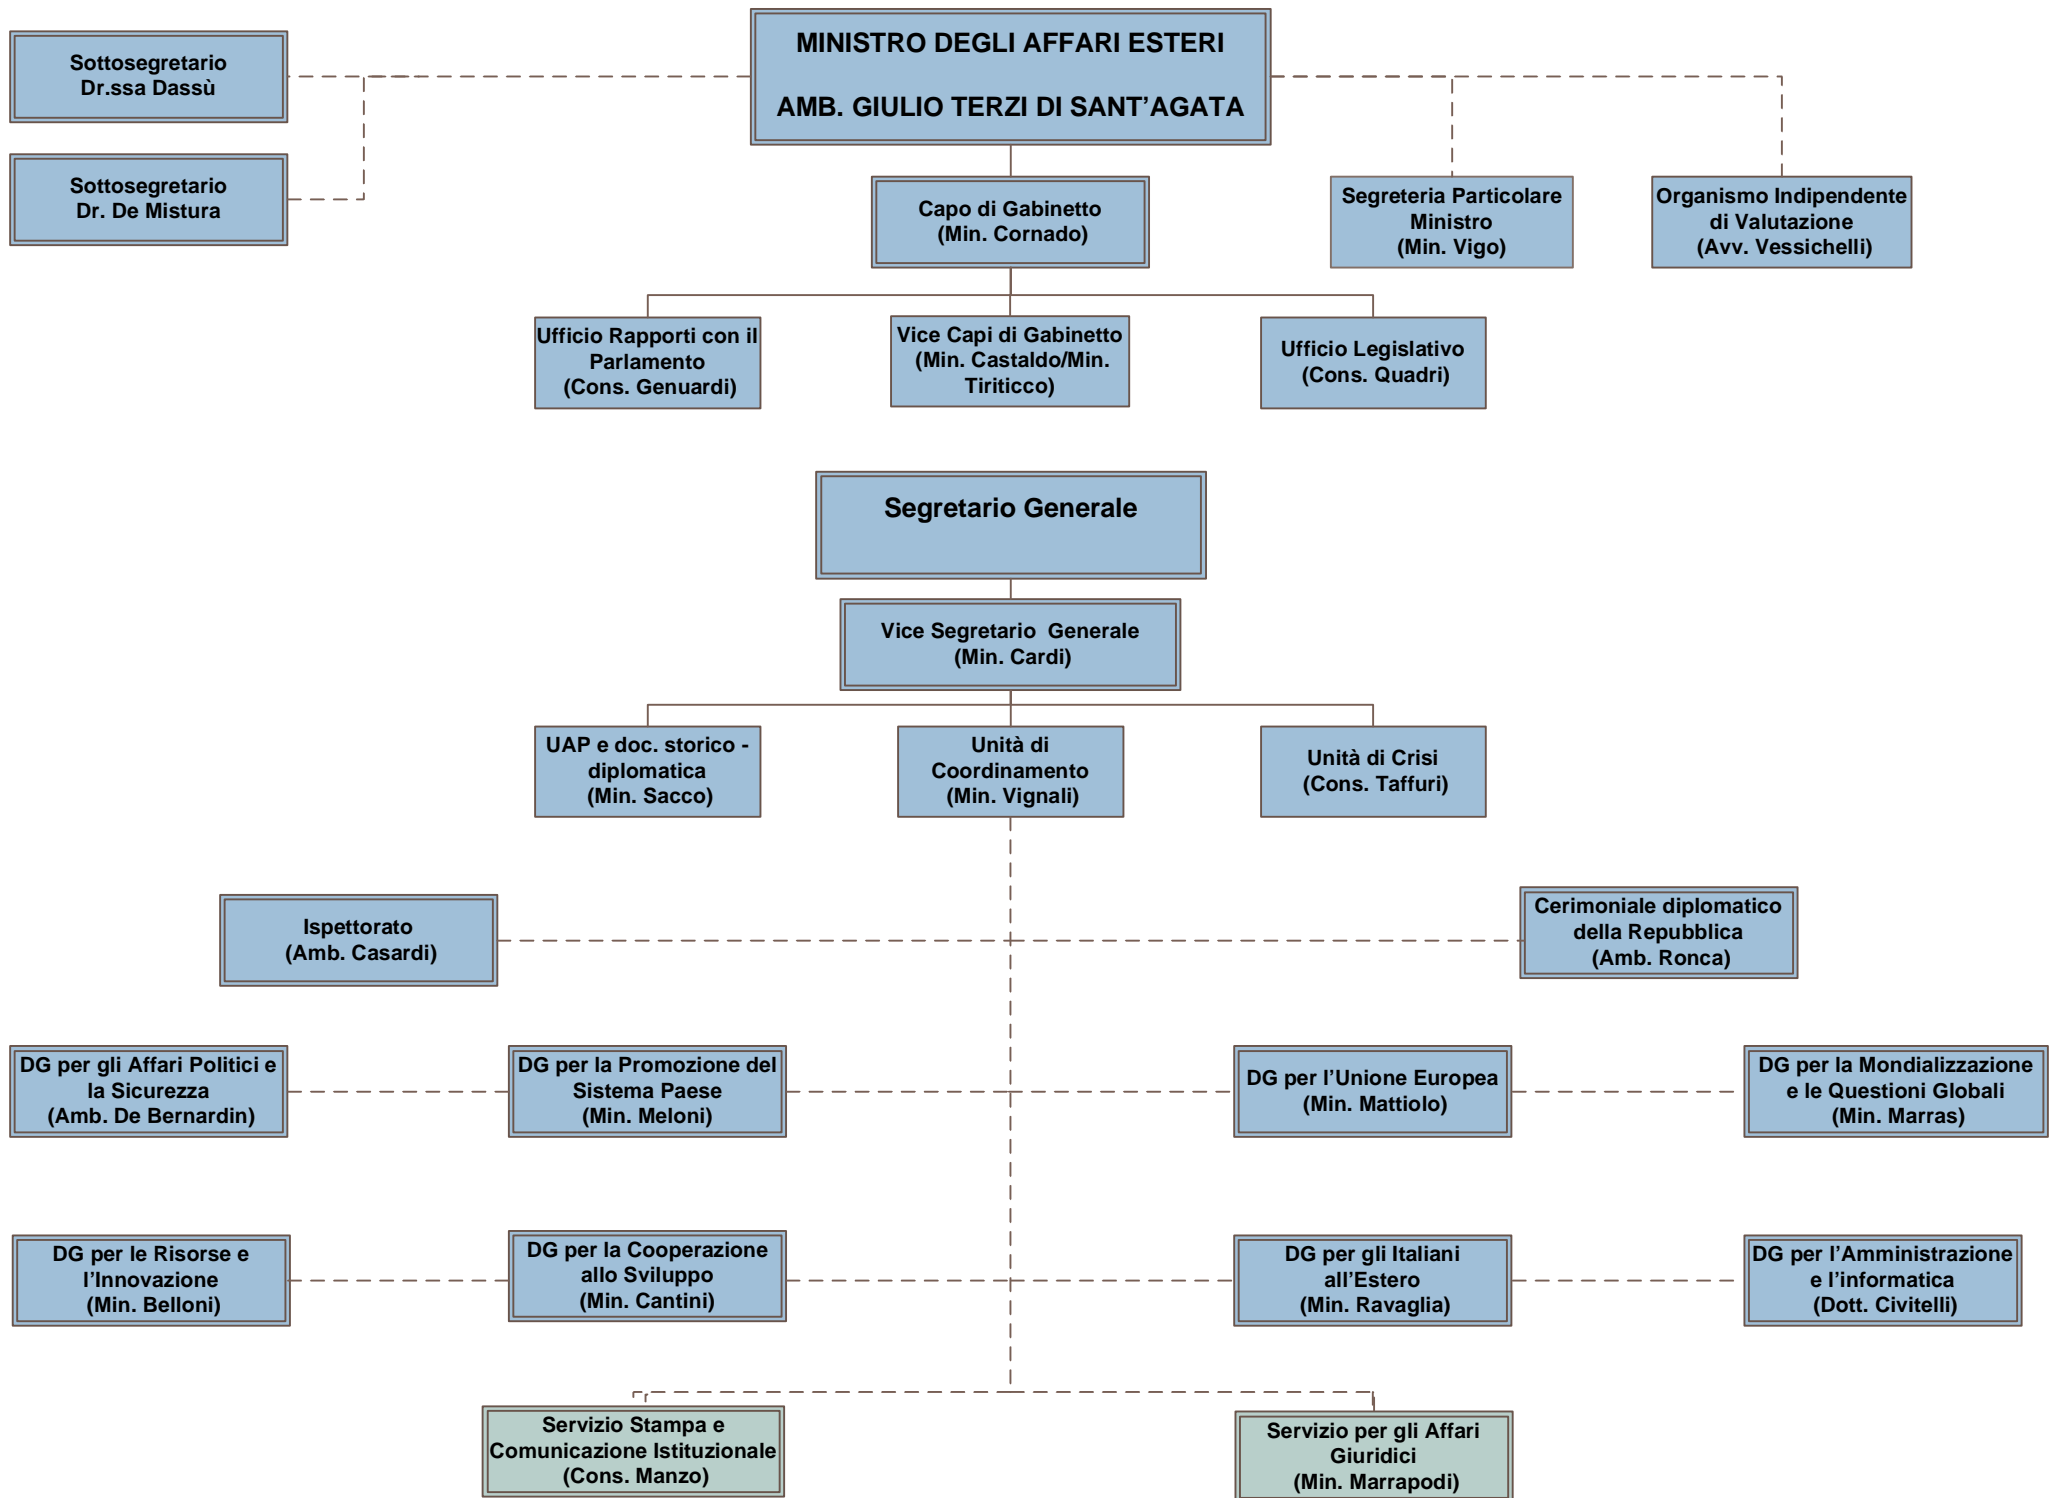 MINISTRO DEGLI AFFARI ESTERI
AMB. GIULIO TERZI DI SANT’AGATA
Sottosegretario
Dr.ssa Dassù
Sottosegretario
Dr. De Mistura
Capo di Gabinetto
(Min. Cornado)
Segreteria Particolare
Ministro
(Min. Vigo)
Organismo Indipendente
di Valutazione
(Avv. Vessichelli)
Ufficio Rapporti con il
Parlamento
(Cons. Genuardi)
Vice Capi di Gabinetto
(Min. Castaldo/Min.
Tiriticco)
Ufficio Legislativo
(Cons. Quadri)
Segretario Generale
Vice Segretario Generale
(Min. Cardi)
UAP e doc. storico -
diplomatica
(Min. Sacco)
Unità di
Coordinamento
(Min. Vignali)
Unità di Crisi
(Cons. Taffuri)
Ispettorato
(Amb. Casardi)
Cerimoniale diplomatico
della Repubblica
(Amb. Ronca)
DG per gli Affari Politici e
la Sicurezza
(Amb. De Bernardin)
DG per la Promozione del
Sistema Paese
(Min. Meloni)
DG per l’Unione Europea
(Min. Mattiolo)
DG per la Mondializzazione
e le Questioni Globali
(Min. Marras)
DG per le Risorse e
l’Innovazione
(Min. Belloni)
DG per la Cooperazione
allo Sviluppo
(Min. Cantini)
DG per gli Italiani
all’Estero
(Min. Ravaglia)
DG per l’Amministrazione
e l’informatica
(Dott. Civitelli)
Servizio Stampa e
Comunicazione Istituzionale
(Cons. Manzo)
Servizio per gli Affari
Giuridici
(Min. Marrapodi)